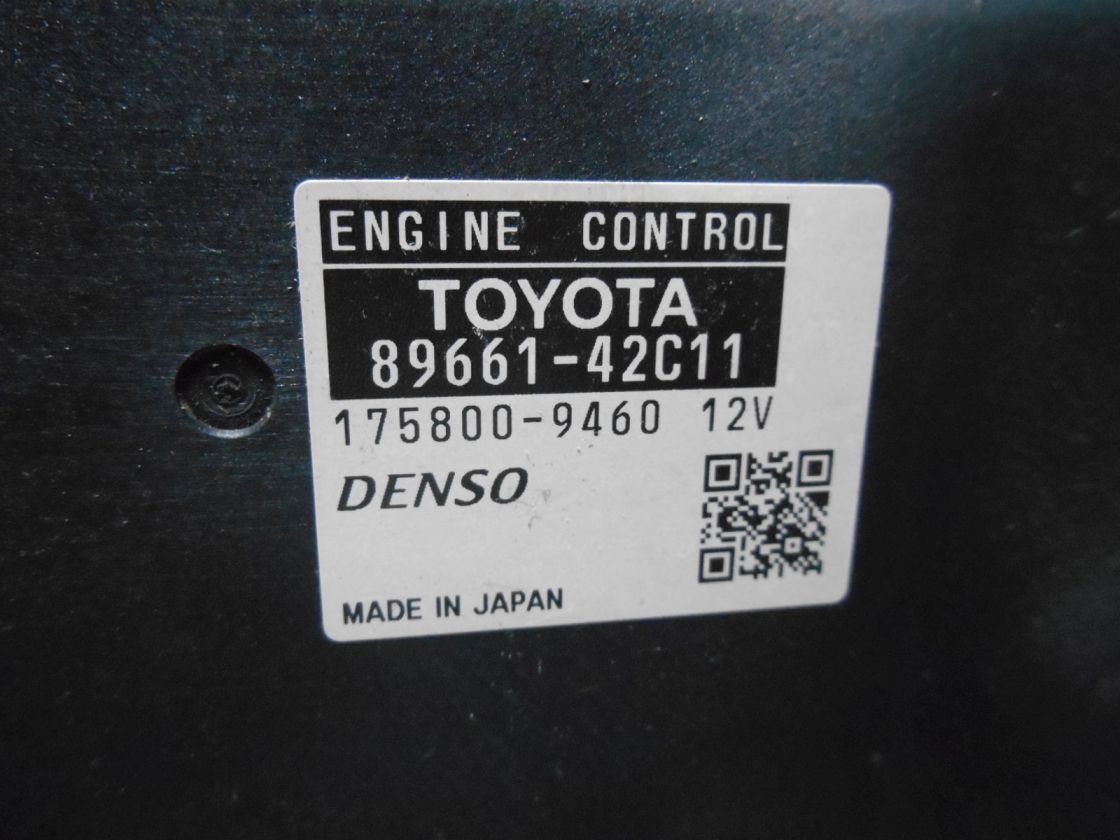 ENGINE CONTROL
TOYOTA
89661-42C11
175800-9460 12V
DENSO
MADE IN JAPAN